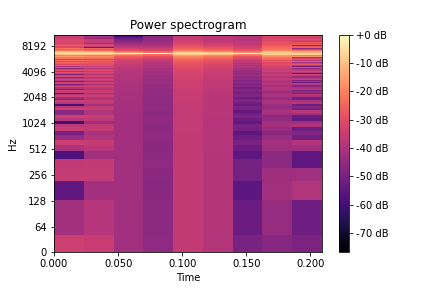 Power spectrogram
8192
4096
2048
1024
512
256
128
64
0
Hz
0.000 0.050 0.100 0.150 0.200
Time
+0 dB
-10 dB
-20 dB
-30 dB
-40 dB
-50 dB
-60 dB
-70 dB